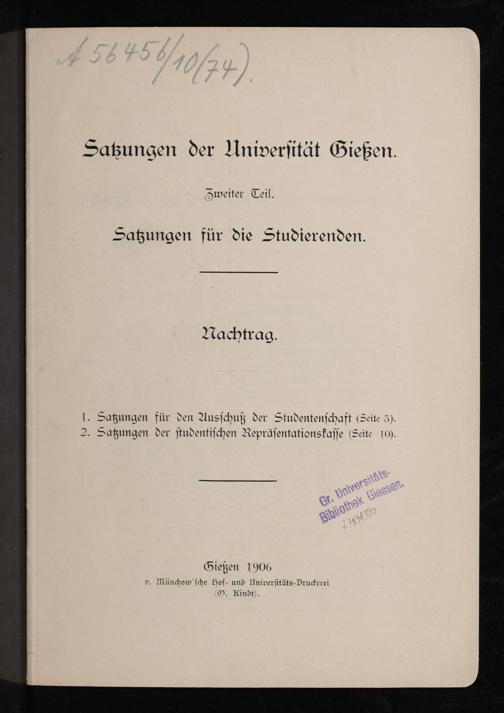 A 56456/10(74).
Satzungen der Universität Gießen.
Zweiter Teil.
Satzungen für die Studierenden.
Nachtrag.
1. Satzungen für den Ausschuß der Studentenschaft (Seite 3).
2. Satzungen der studentischen Repräsentationskasse (Seite 10).
Gr. Universitäts-
Bibliothek Giessen.
Gießen 1906
v. Münchow'sche Hof- und Universitäts-Druckerei
(O. Kindt).